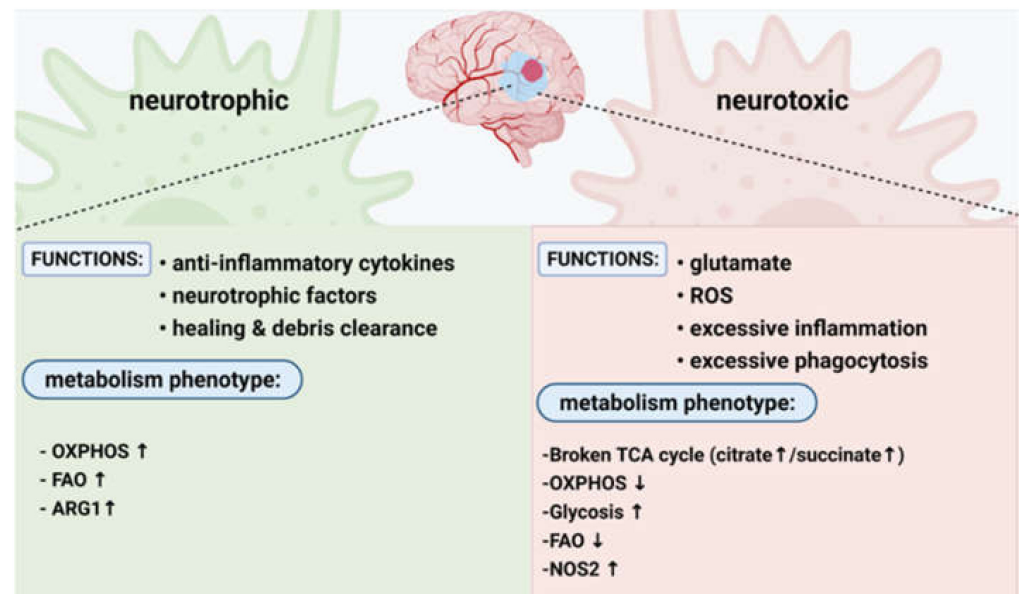 neurotrophic
neurotoxic
FUNCTIONS:
• anti-inflammatory cytokines
• neurotrophic factors
• healing & debris clearance
metabolism phenotype:
- OXPHOS ↑
- FAO ↑
- ARG1↑
FUNCTIONS:
• glutamate
• ROS
• excessive inflammation
• excessive phagocytosis
metabolism phenotype:
-Broken TCA cycle (citrate↑/succinate↑)
-OXPHOS ↓
-Glycosis ↑
-FAO ↓
-NOS2 ↑